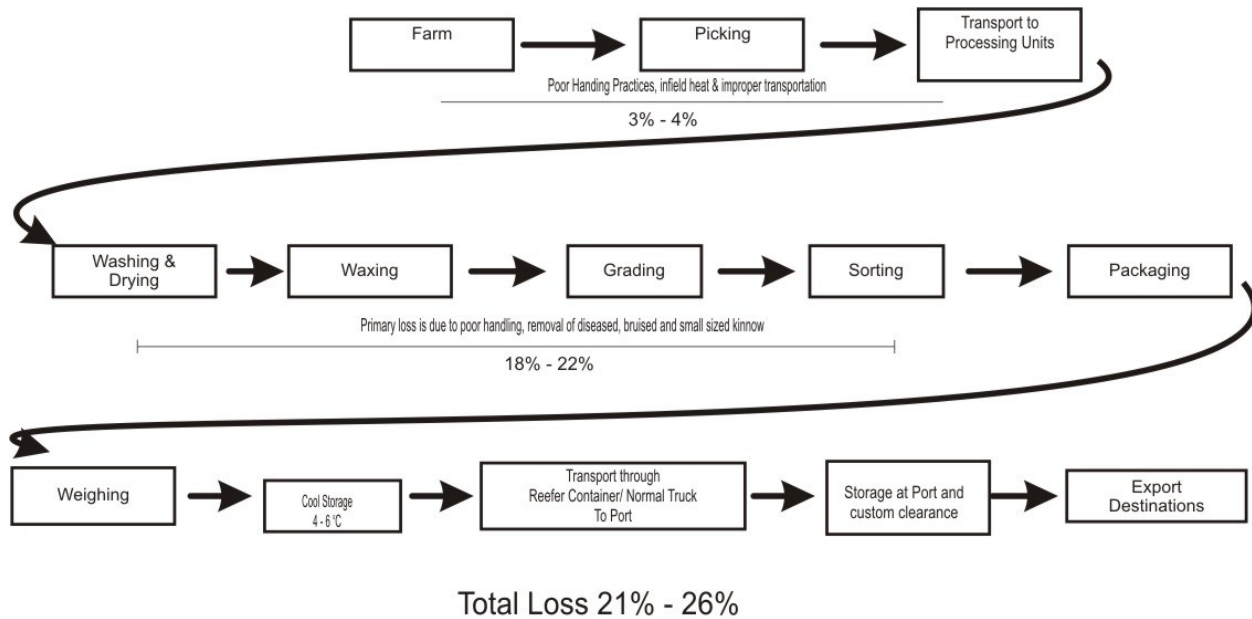 Farm
Picking
Transport to
Processing Units
Poor Handing Practices, infield heat & improper transportation
3% - 4%
Washing &
Drying
Waxing
Grading
Sorting
Packaging
Primary loss is due to poor handling, removal of diseased, bruised and small sized kinnow
18% - 22%
Weighing
Cool Storage
4 - 6 °C
Transport through
Reefer Container/ Normal Truck
To Port
Storage at Port and
custom clearance
Export
Destinations
Total Loss 21% - 26%